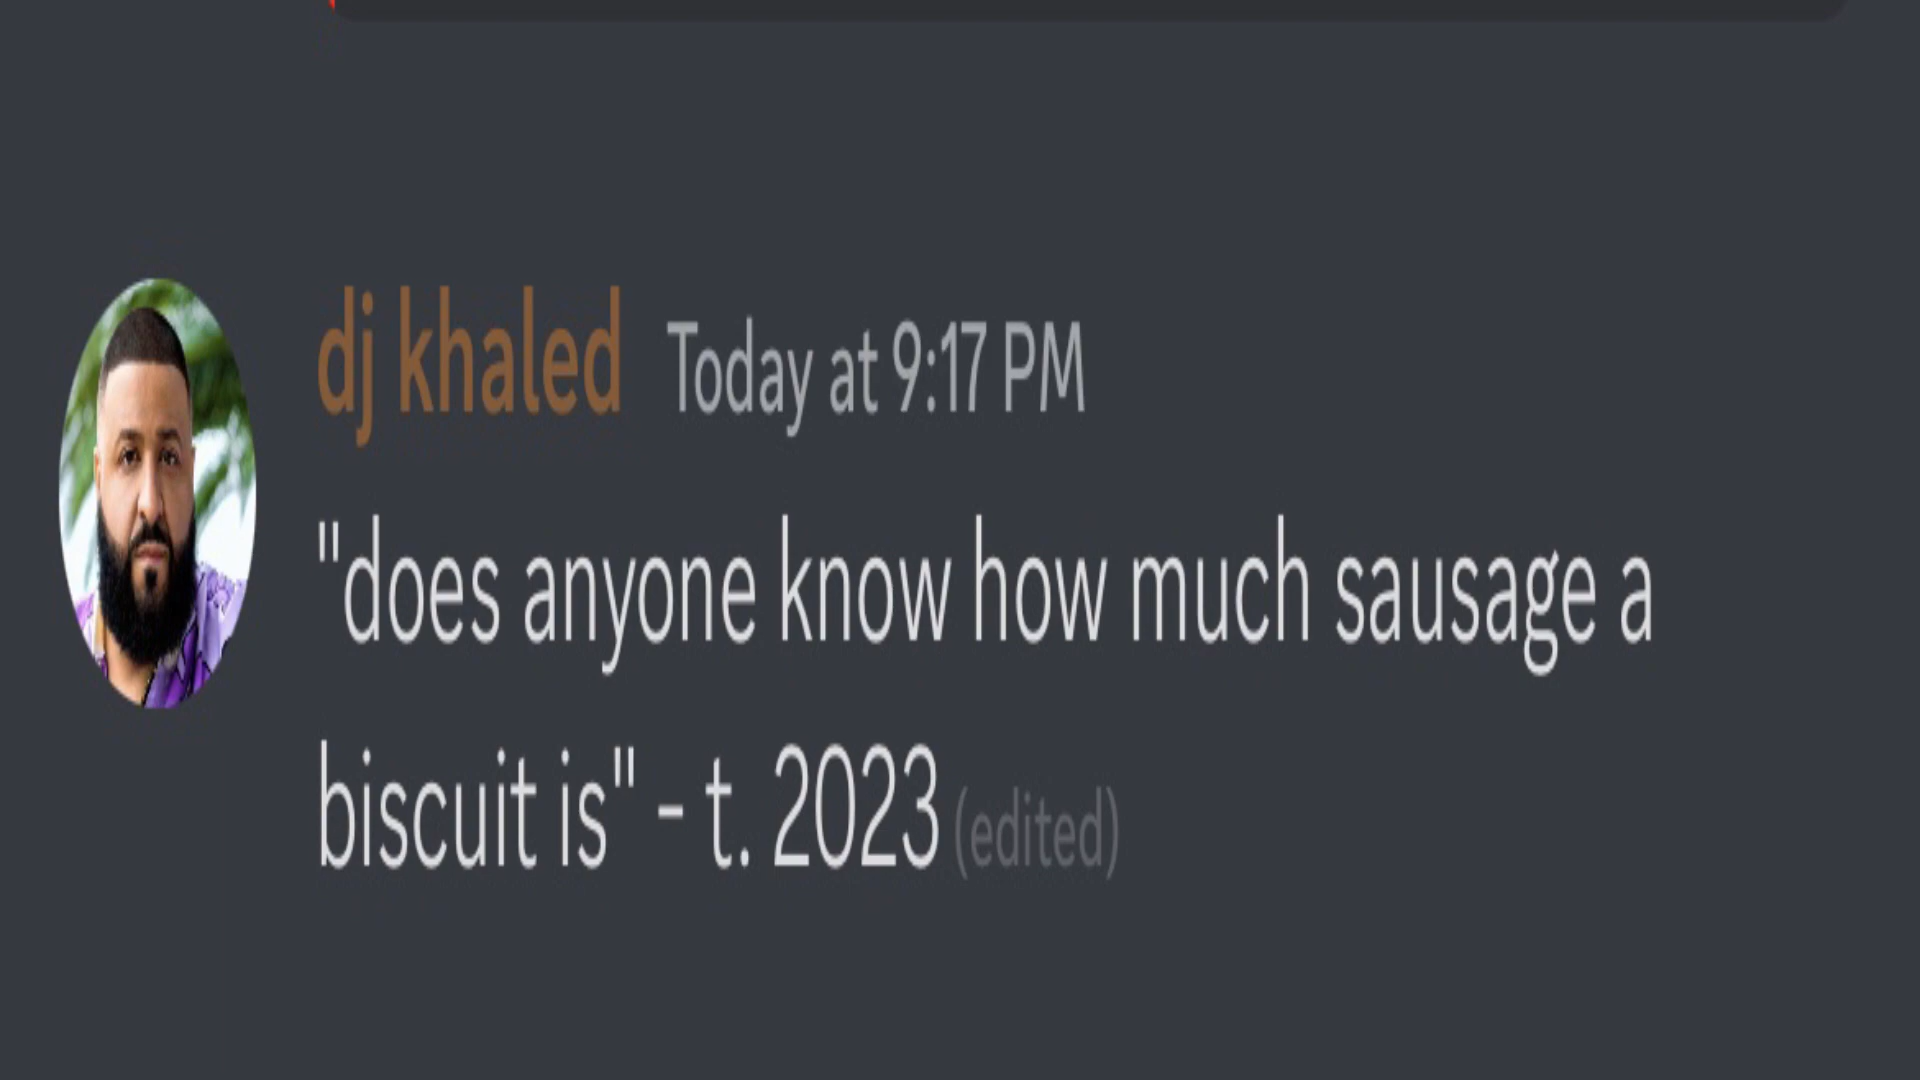 dj khaled Today at 9:17 PM
"does anyone know how much sausage a
biscuit is" - t. 2023 (edited)